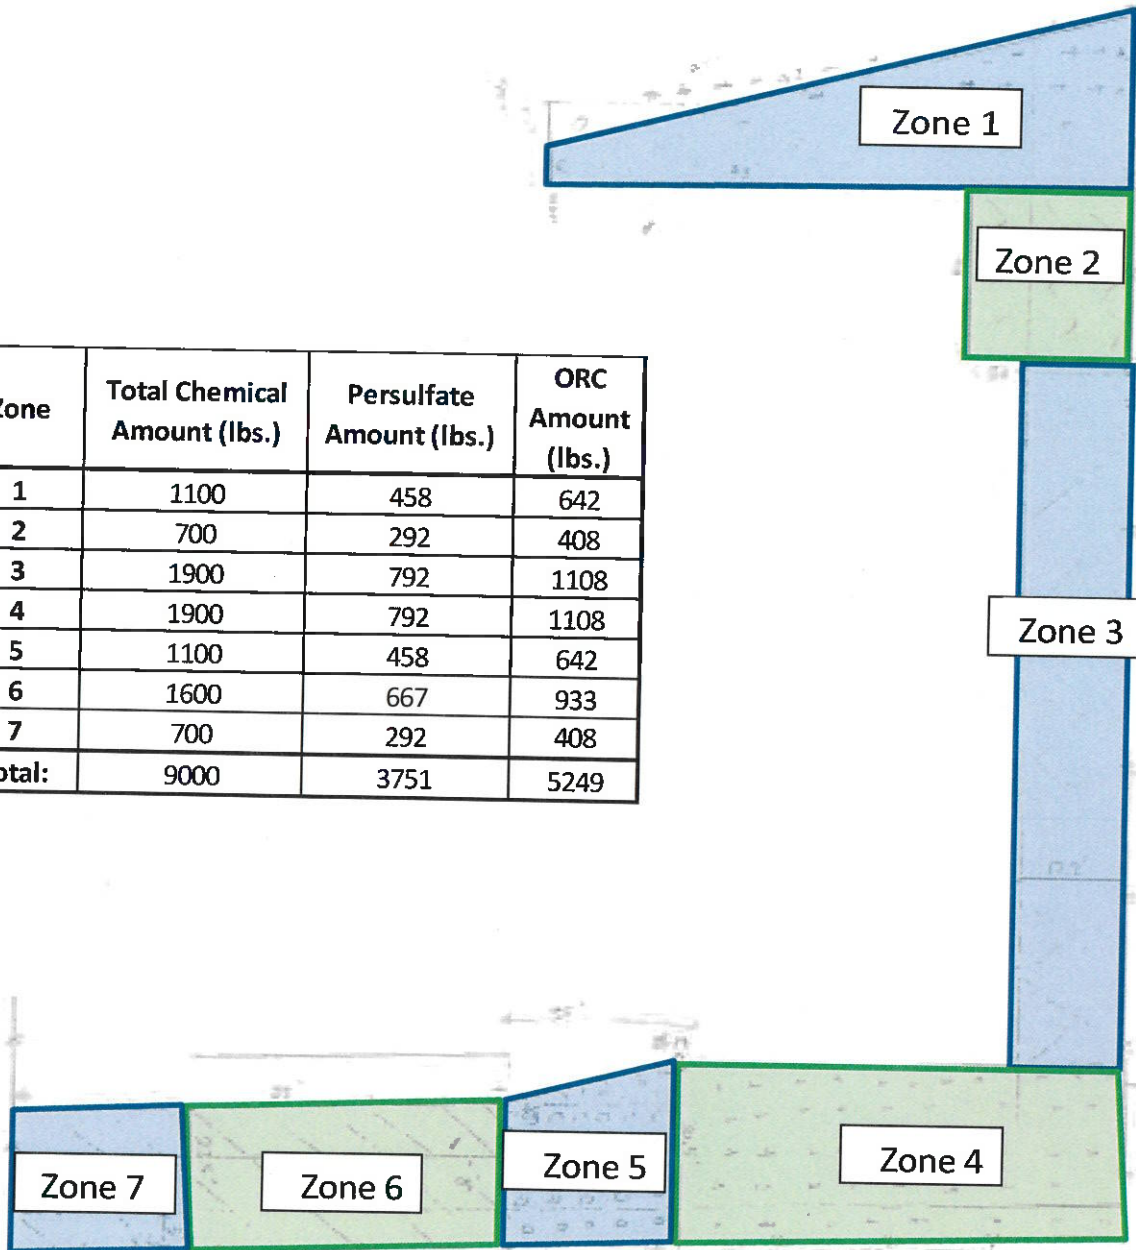 Zone 1
Zone 2
one Total Chemical Amount (lbs.) Persulfate Amount (lbs.) ORC Amount (lbs.)
1 1100 458 642
2 700 292 408
3 1900 792 1108
4 1900 792 1108
5 1100 458 642
6 1600 667 933
7 700 292 408
otal: 9000 3751 5249
Zone 3
Zone 7
Zone 6
Zone 5
Zone 4